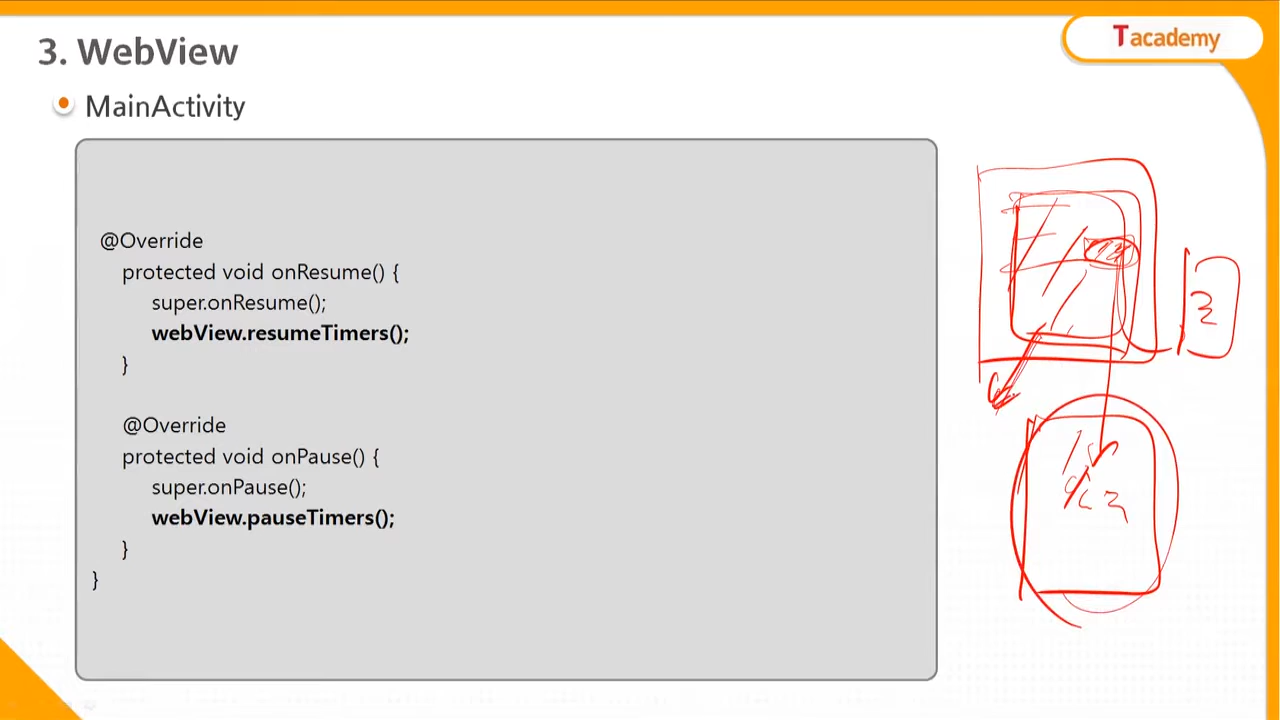 3. WebView
Tacademy
MainActivity
@Override
protected void onResume() {
super.onResume();
webView.resumeTimers();
}
@Override
protected void onPause() {
super.onPause();
webView.pauseTimers();
}
}